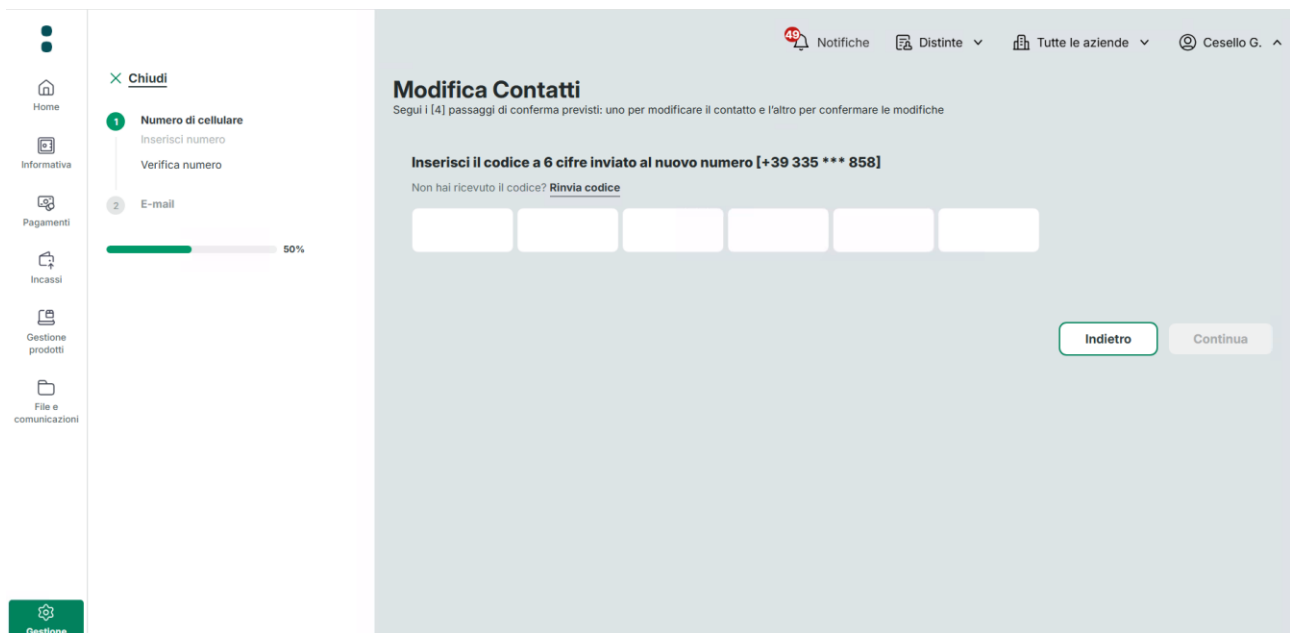 49
Notifiche
Distinte
Tutte le aziende
Cesello G.
Home
Informativa
Pagamenti
Incassi
Gestione
prodotti
File e
comunicazioni
Gestione
Chiudi
1
Numero di cellulare
Inserisci numero
Verifica numero
2
E-mail
50%
Modifica Contatti
Segui i [4] passaggi di conferma previsti: uno per modificare il contatto e l'altro per confermare le modifiche
Inserisci il codice a 6 cifre inviato al nuovo numero [+39 335 *** 858]
Non hai ricevuto il codice? Rinvia codice
Indietro
Continua